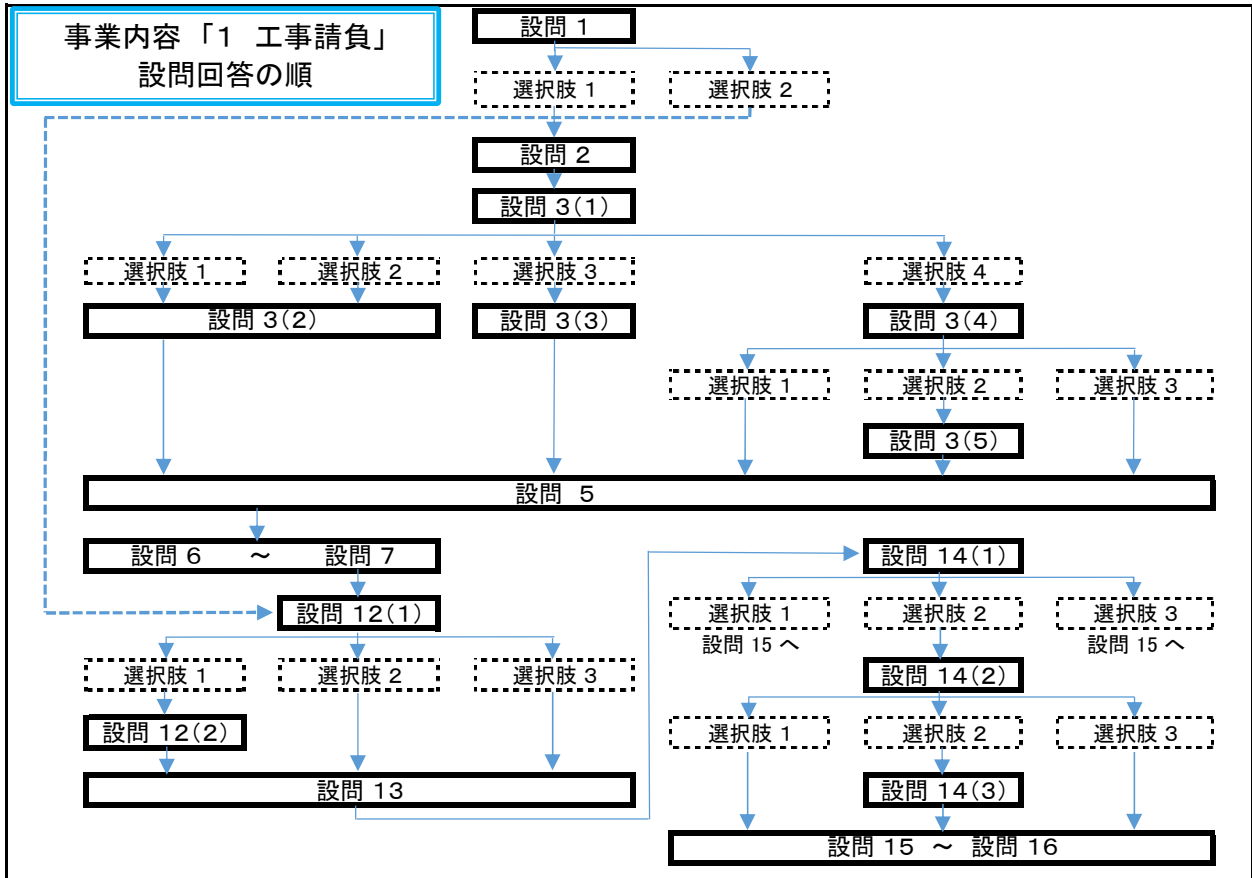 事業内容「1 工事請負」
設問回答の順
設問 1
選択肢 1
選択肢 2
設問 2
設問 3(1)
選択肢 1
選択肢 2
選択肢 3
選択肢 4
設問 3(2)
設問 3(3)
設問 3(4)
選択肢 1
選択肢 2
選択肢 3
設問 3(5)
設問 5
設問 6 ~ 設問 7
設問 12(1)
選択肢 1
選択肢 2
選択肢 3
設問 12(2)
設問 13
設問 14(1)
選択肢 1
選択肢 2
選択肢 3
設問 15 へ
設問 15 へ
設問 14(2)
選択肢 1
選択肢 2
選択肢 3
設問 14(3)
設問 15 ~ 設問 16